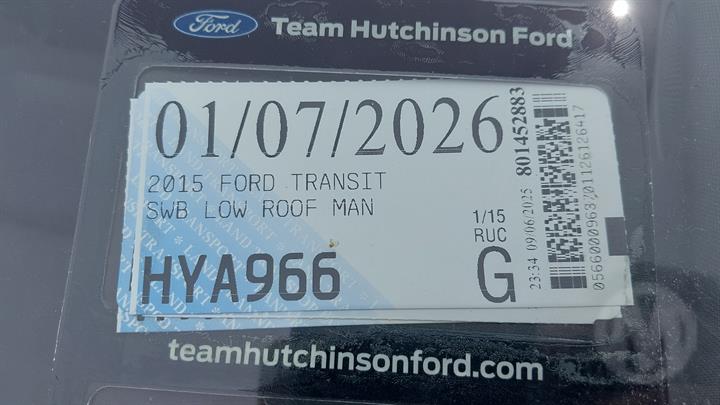 Ford Team Hutchinson Ford
01/07/2026
2015 FORD TRANSIT
SWB LOW ROOF MAN
1/15
RUC
HYA966
G
23:34 09/06/2025 801452883
teamhutchinsonford.com